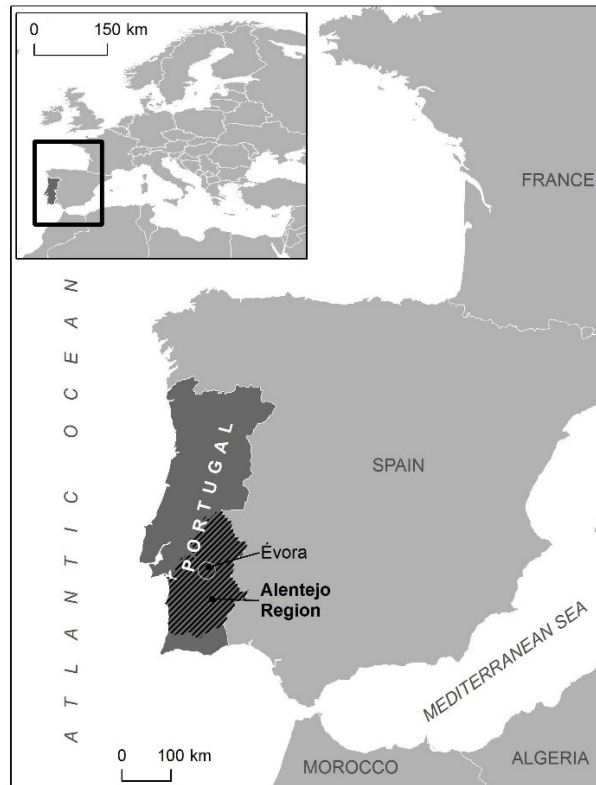 0 150 km
FRANCE
ATLANTIC OCEAN
SPAIN
PORTUGAL
Évora
Alentejo
Region
MEDITERRANEAN SEA
0 100 km
MOROCCO
ALGERIA